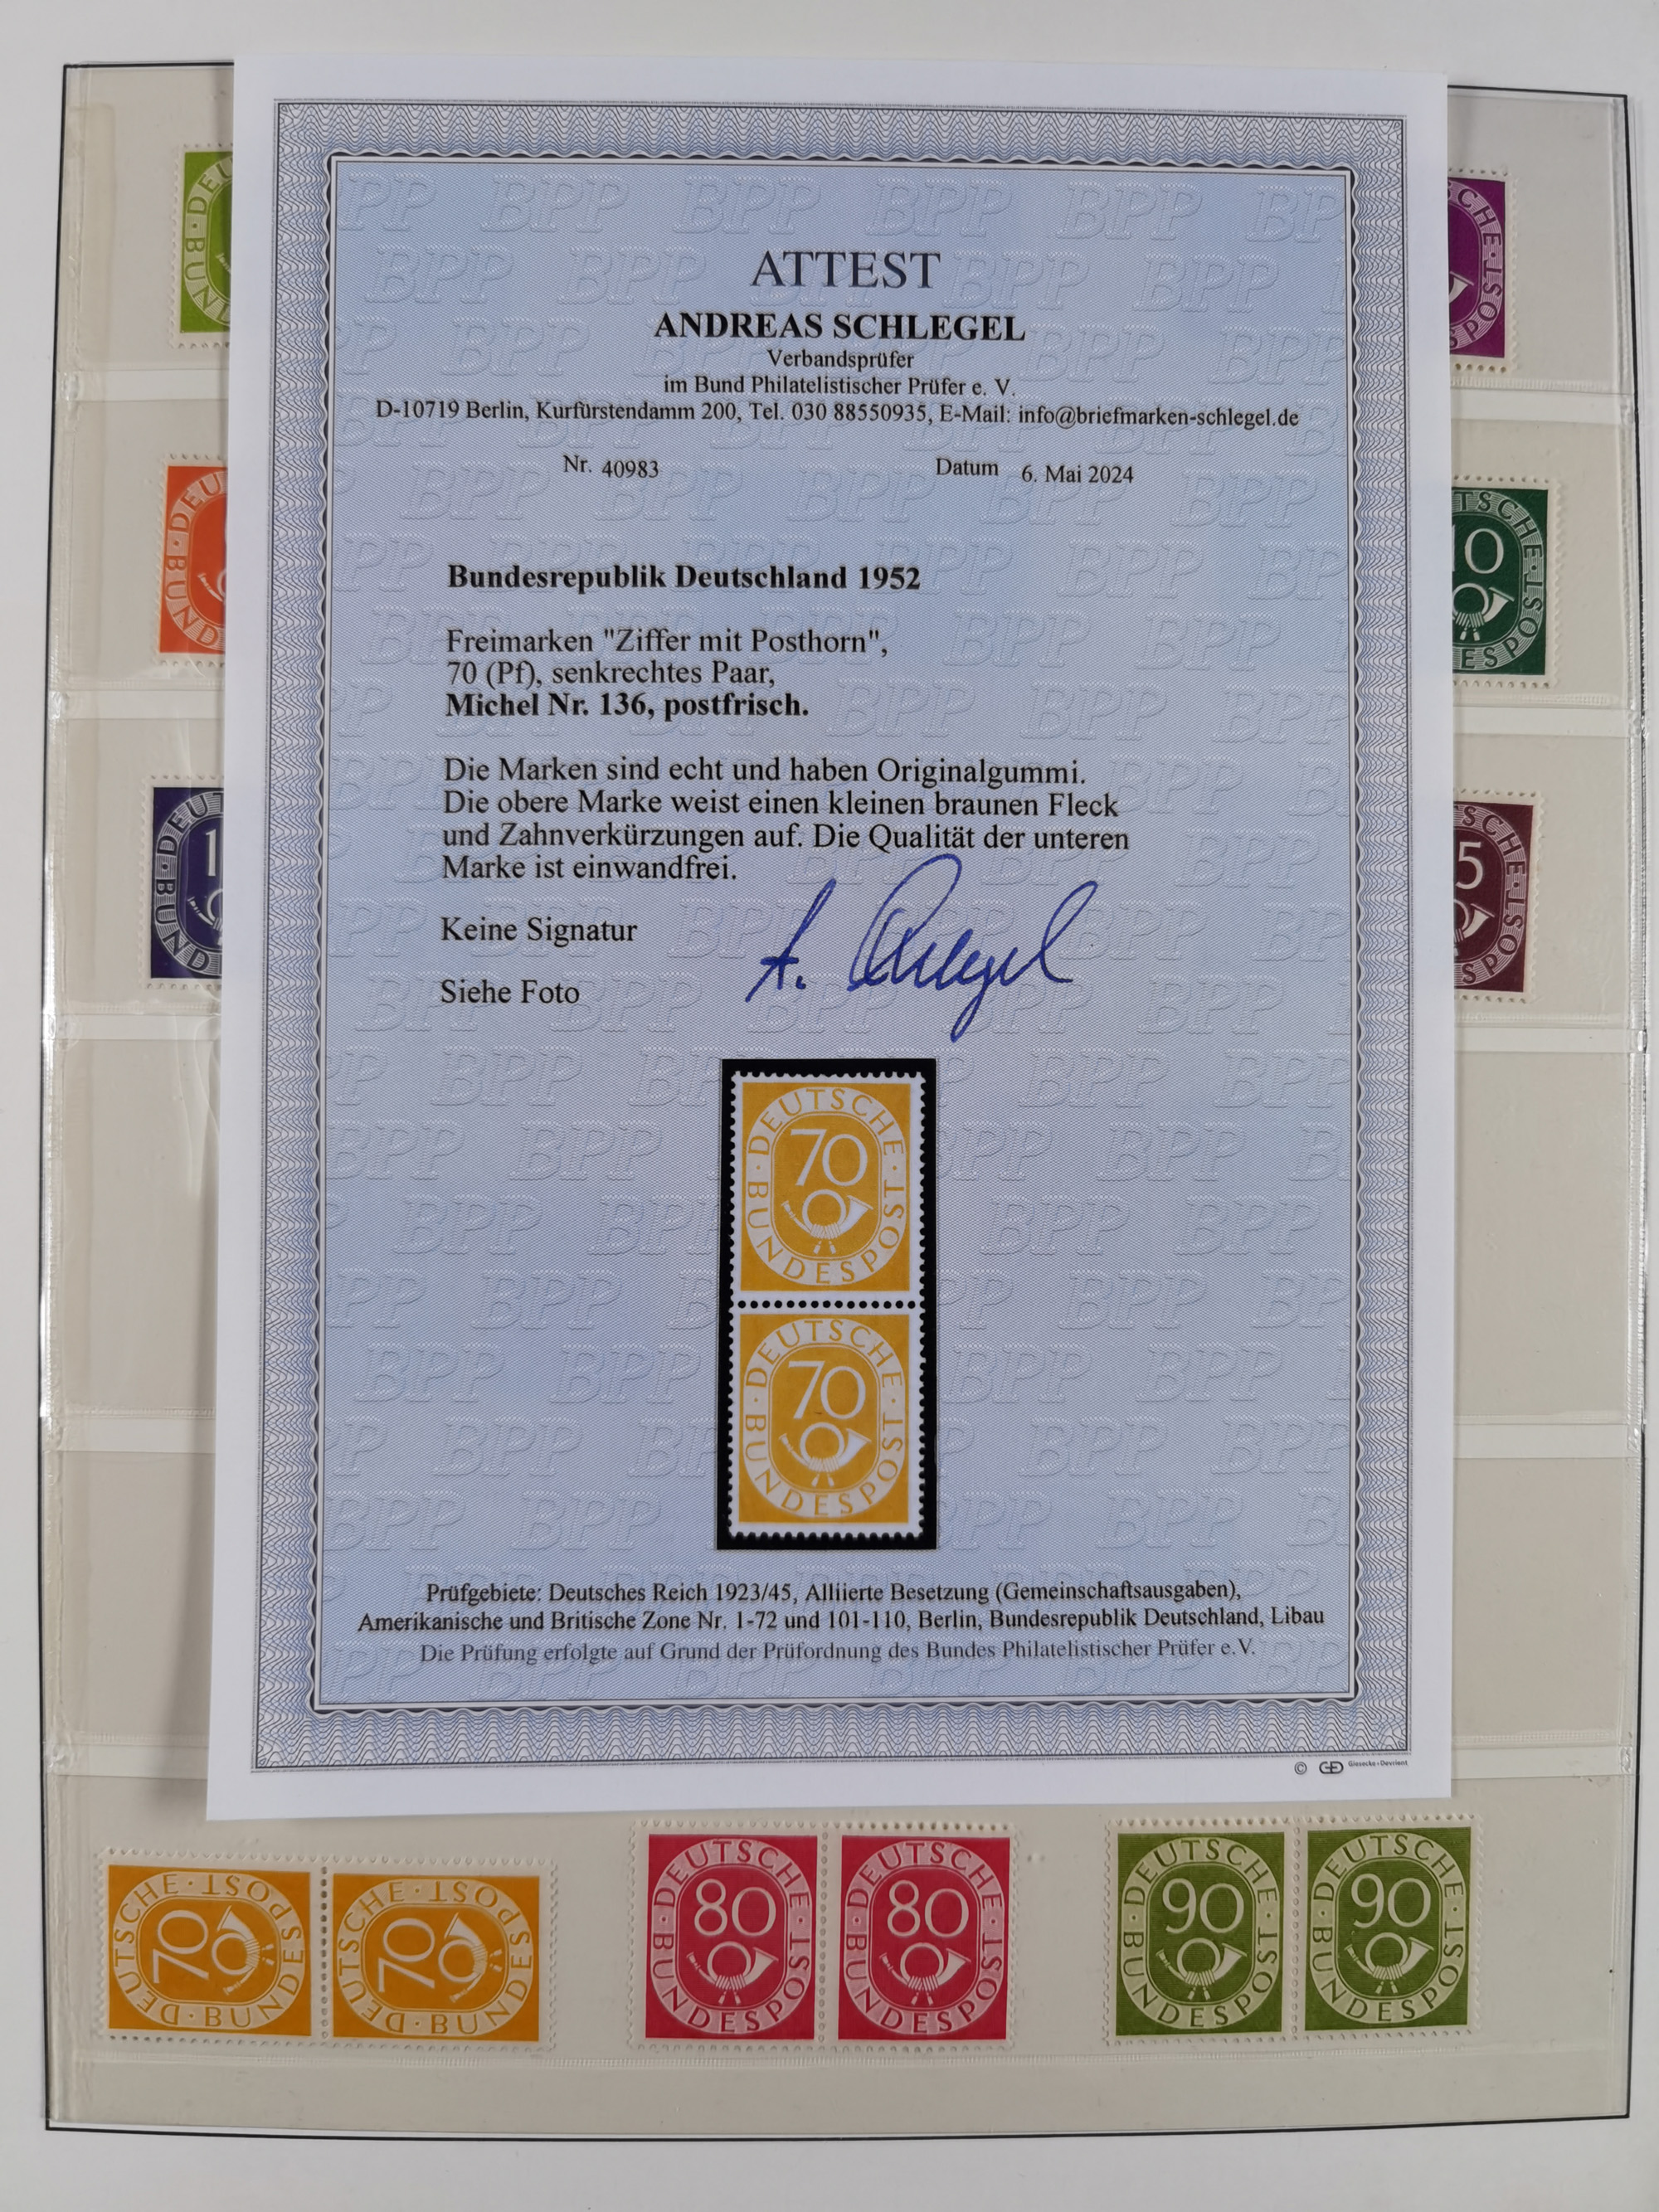 ATTEST
ANDREAS SCHLEGEL
Verbandsprüfer
im Bund Philatelistischer Prüfer e. V.
D-10719 Berlin, Kurfürstendamm 200, Tel. 030 88550935, E-Mail: info@briefmarken-schlegel.de
Nr. 40983 Datum 6. Mai 2024
Bundesrepublik Deutschland 1952
Freimarken "Ziffer mit Posthorn",
70 (Pf), senkrechtes Paar,
Michel Nr. 136, postfrisch.
Die Marken sind echt und haben Originalgummi.
Die obere Marke weist einen kleinen braunen Fleck
und Zahnverkürzungen auf. Die Qualität der unteren
Marke ist einwandfrei.
Keine Signatur
A. Schlegel
Siehe Foto
DEUTSCHE · BUNDESPOST
70
DEUTSCHE · BUNDESPOST
70
Prüfgebiete: Deutsches Reich 1923/45, Alliierte Besetzung (Gemeinschaftsausgaben),
Amerikanische und Britische Zone Nr. 1-72 und 101-110, Berlin, Bundesrepublik Deutschland, Libau
Die Prüfung erfolgte auf Grund der Prüfordnung des Bundes Philatelistischer Prüfer e.V.
© GD Giesecke+Devrient
DEUTSCHE · BUNDESPOST
70
DEUTSCHE · BUNDESPOST
70
DEUTSCHE · BUNDESPOST
80
DEUTSCHE · BUNDESPOST
80
DEUTSCHE · BUNDESPOST
90
DEUTSCHE · BUNDESPOST
90